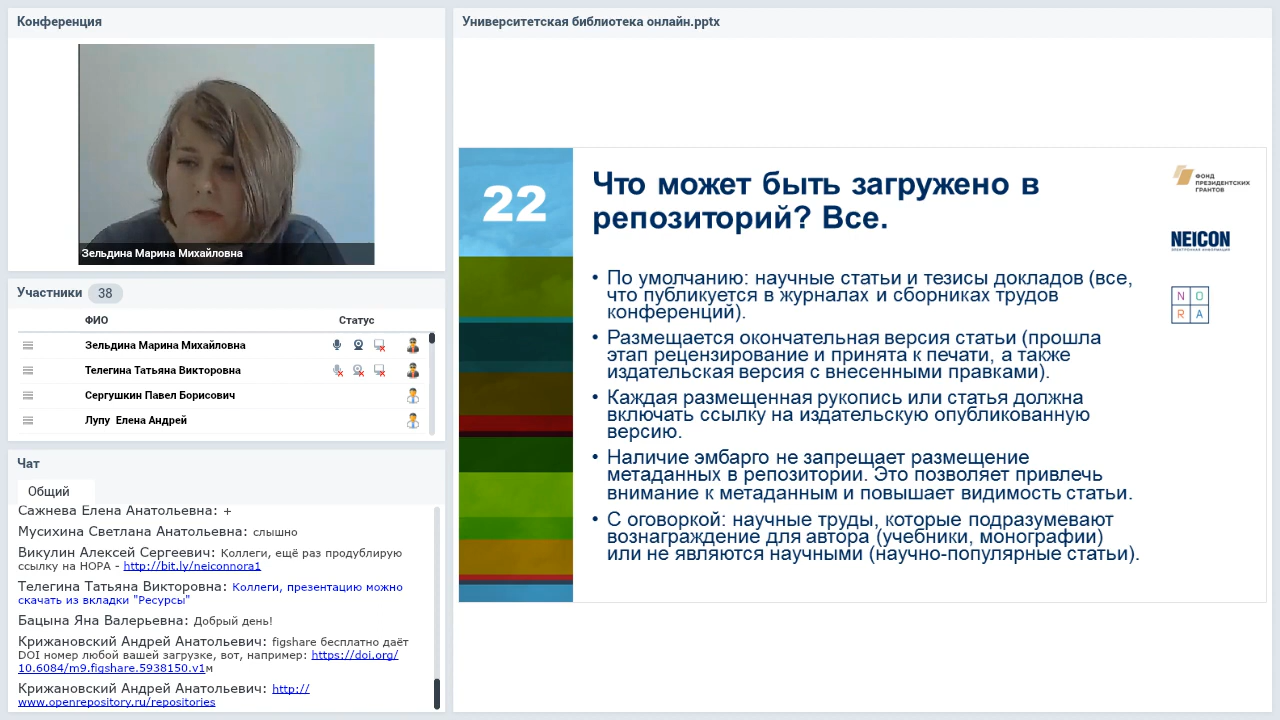 Конференция
Зельдина Марина Михайловна
Участники 38
ФИО Статус
Зельдина Марина Михайловна
Телегина Татьяна Викторовна
Сергушкин Павел Борисович
Лупу Елена Андрей
Чат
Общий
Сажнева Елена Анатольевна: +
Мусихина Светлана Анатольевна: слышно
Викулин Алексей Сергеевич: Коллеги, ещё раз продублирую
ссылку на НОРА - http://bit.ly/neiconnora1
Телегина Татьяна Викторовна: Коллеги, презентацию можно
скачать из вкладки "Ресурсы"
Бацына Яна Валерьевна: Добрый день!
Крижановский Андрей Анатольевич: figshare бесплатно даёт
DOI номер любой вашей загрузке, вот, например: https://doi.org/
10.6084/m9.figshare.5938150.v1м
Крижановский Андрей Анатольевич: http://
www.openrepository.ru/repositories
Университетская библиотека онлайн.pptx
22
Что может быть загружено в
репозиторий? Все.
• По умолчанию: научные статьи и тезисы докладов (все,
что публикуется в журналах и сборниках трудов
конференций).
• Размещается окончательная версия статьи (прошла
этап рецензирование и принята к печати, а также
издательская версия с внесенными правками).
• Каждая размещенная рукопись или статья должна
включать ссылку на издательскую опубликованную
версию.
• Наличие эмбарго не запрещает размещение
метаданных в репозитории. Это позволяет привлечь
внимание к метаданным и повышает видимость статьи.
• С оговоркой: научные труды, которые подразумевают
вознаграждение для автора (учебники, монографии)
или не являются научными (научно-популярные статьи).
ФОНД
ПРЕЗИДЕНТСКИХ
ГРАНТОВ
NEICON
ЭЛЕКТРОННАЯ ИНФОРМАЦИЯ
N O
R A